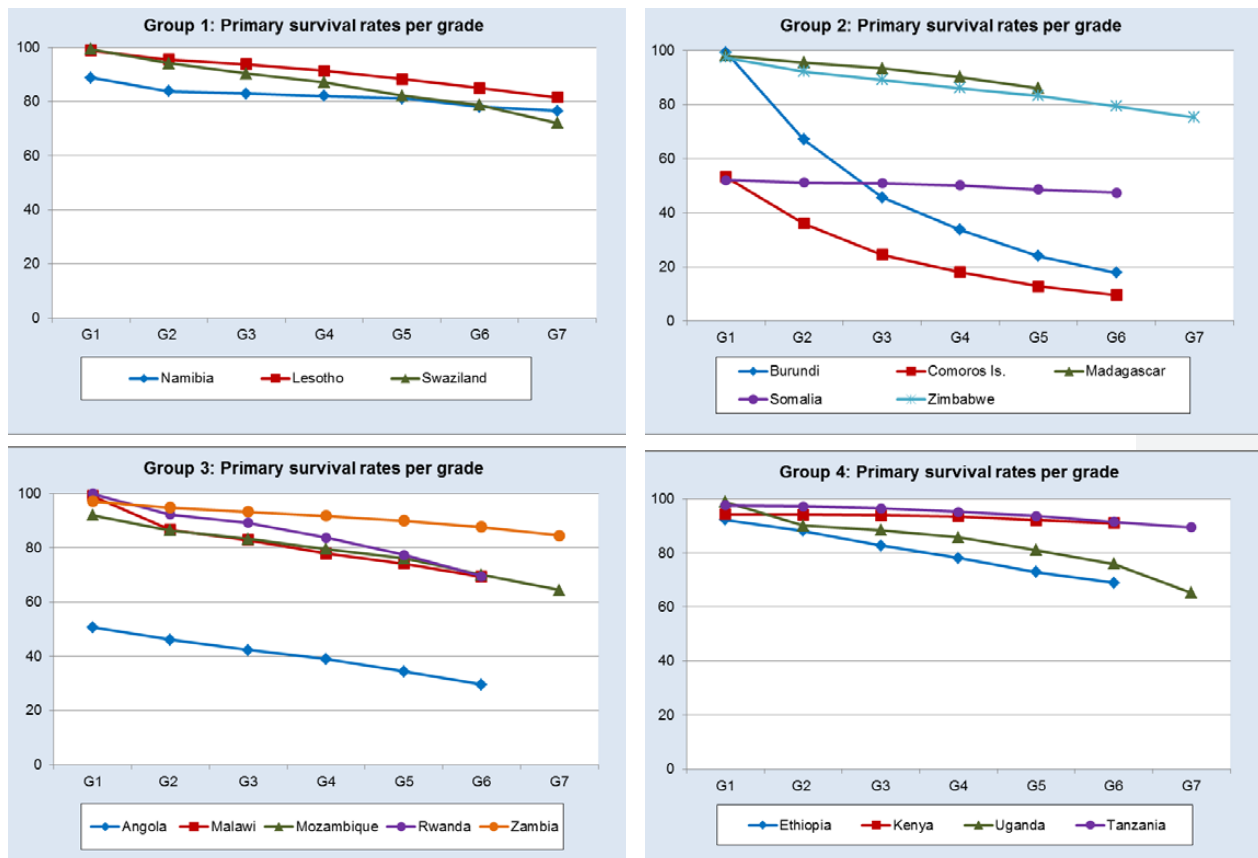 Group 1: Primary survival rates per grade
100
80
60
40
20
0
G1 G2 G3 G4 G5 G6 G7
Namibia Lesotho Swaziland
Group 2: Primary survival rates per grade
100
80
60
40
20
0
G1 G2 G3 G4 G5 G6 G7
Burundi Comoros Is. Madagascar
Somalia Zimbabwe
Group 3: Primary survival rates per grade
100
80
60
40
20
0
G1 G2 G3 G4 G5 G6 G7
Angola Malawi Mozambique Rwanda Zambia
Group 4: Primary survival rates per grade
100
80
60
40
20
0
G1 G2 G3 G4 G5 G6 G7
Ethiopia Kenya Uganda Tanzania